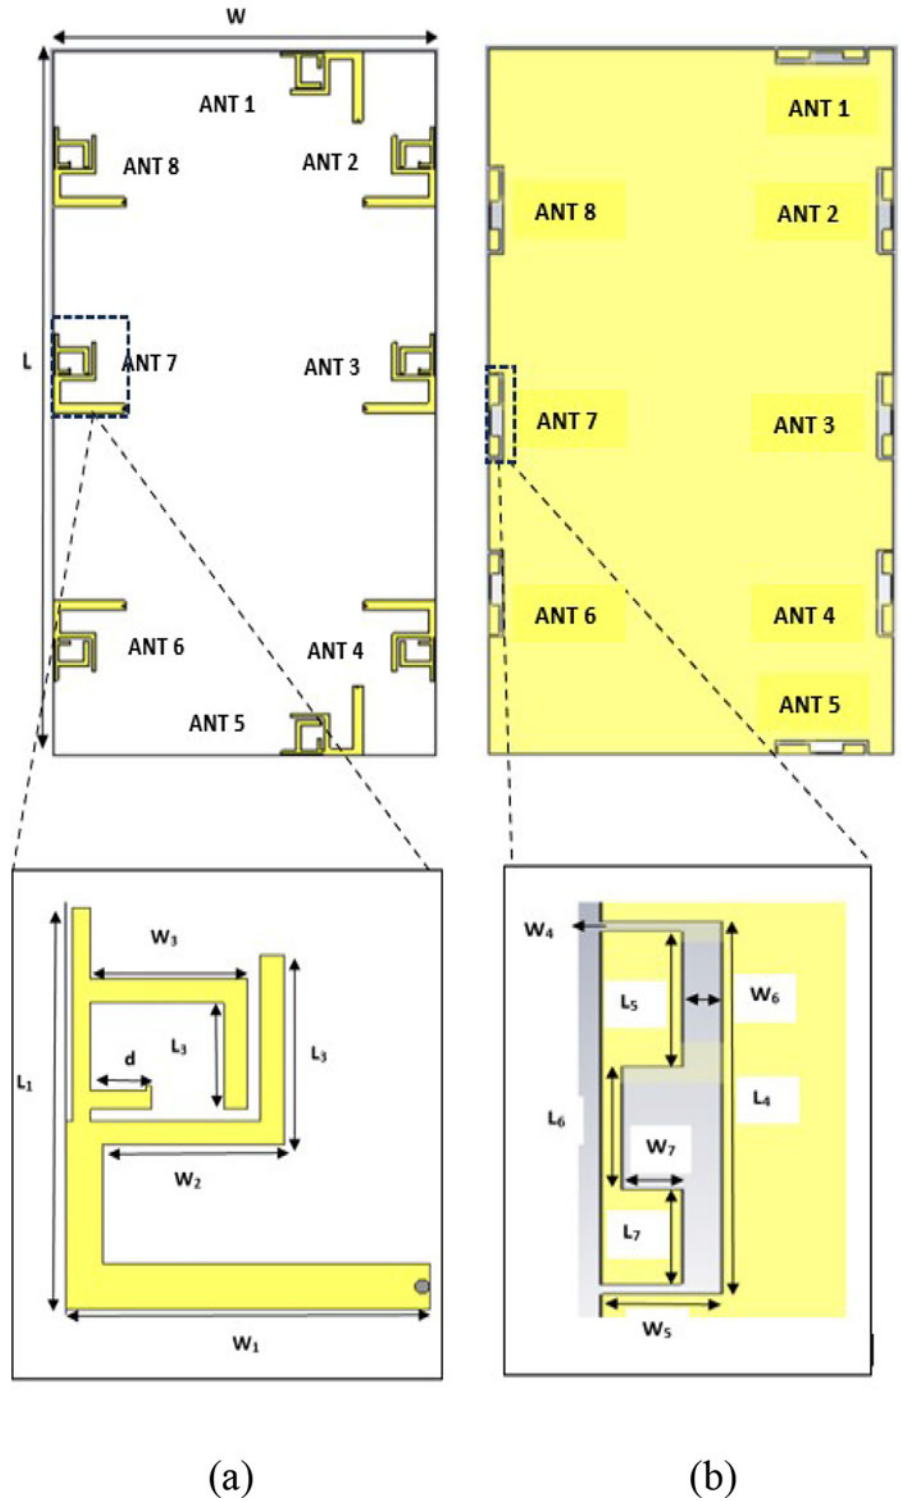 W
L
ANT 1
ANT 8
ANT 2
ANT 7
ANT 3
ANT 6
ANT 4
ANT 5
ANT 1
ANT 8
ANT 2
ANT 7
ANT 3
ANT 6
ANT 4
ANT 5
W₃
L₃
L₃
d
L₁
W₂
W₁
W₄
L₅
W₆
L₆
L₄
W₇
L₇
W₅
(a)
(b)